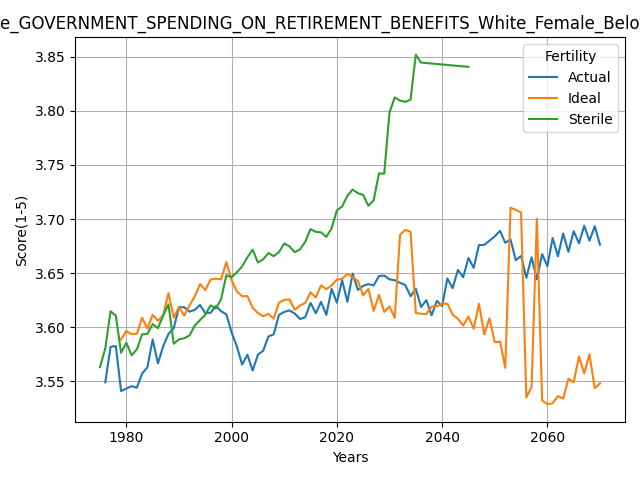 e_GOVERNMENT_SPENDING_ON_RETIREMENT_BENEFITS_White_Female_Belo
Fertility
Actual
Ideal
Sterile
Score(1-5)
3.85
3.80
3.75
3.70
3.65
3.60
3.55
1980 2000 2020 2040 2060
Years